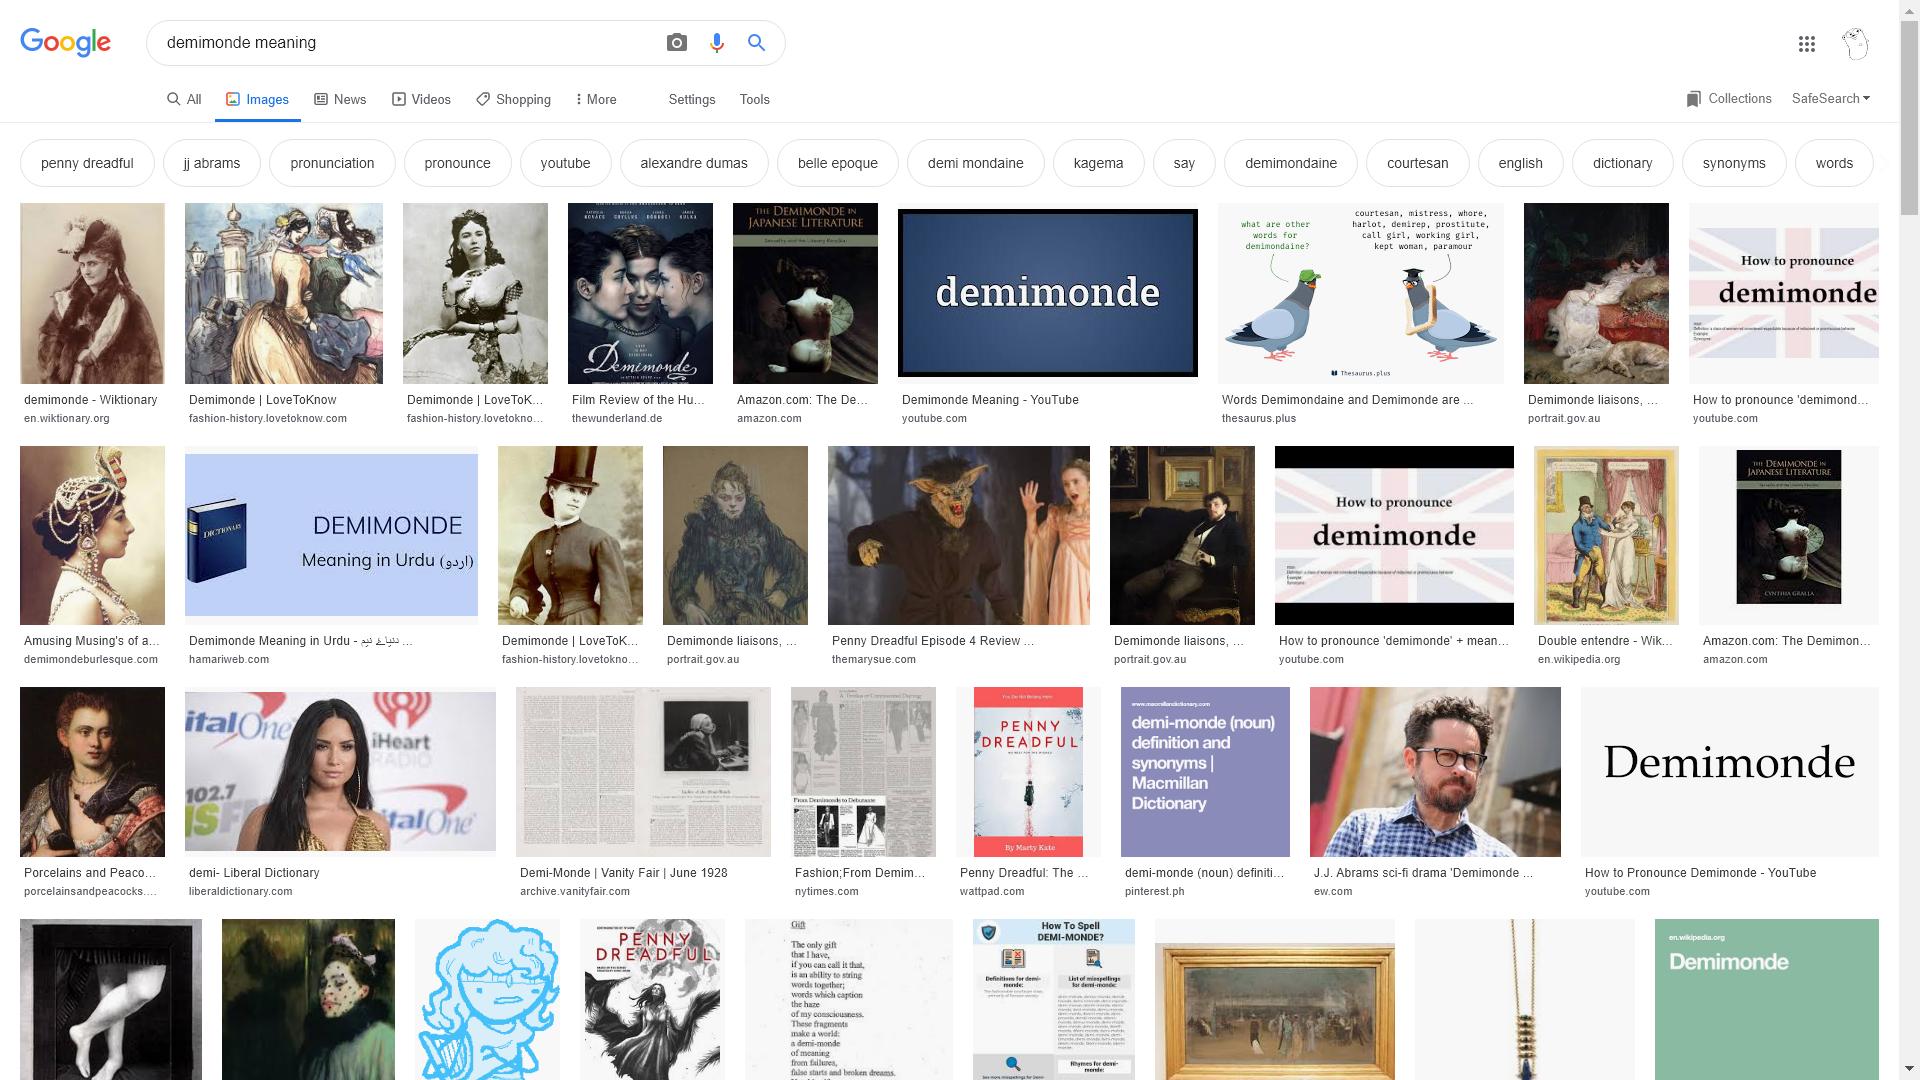 Google
demimonde meaning
All
Images
News
Videos
Shopping
More
Settings
Tools
Collections
SafeSearch
penny dreadful
jj abrams
pronunciation
pronounce
youtube
alexandre dumas
belle epoque
demi mondaine
kagema
say
demimondaine
courtesan
english
dictionary
synonyms
words
Demimonde
THE DEMIMONDE IN
JAPANESE LITERATURE
demimonde
what are other
words for
demimondaine?
courtesan, mistress, whore,
harlot, demirep, prostitute,
call girl, working girl,
kept woman, paramour
Thesaurus.plus
How to pronounce
demimonde
demimonde - Wiktionary
en.wiktionary.org
Demimonde | LoveToKnow
fashion-history.lovetoknow.com
Demimonde | LoveToK...
fashion-history.lovetokno...
Film Review of the Hu...
thewunderland.de
Amazon.com: The De...
amazon.com
Demimonde Meaning - YouTube
youtube.com
Words Demimondaine and Demimonde are ...
thesaurus.plus
Demimonde liaisons, ...
portrait.gov.au
How to pronounce 'demimond...
youtube.com
DICTIONARY
DEMIMONDE
Meaning in Urdu (اردو)
How to pronounce
demimonde
THE DEMIMONDE IN
JAPANESE LITERATURE
CYNTHIA GRALLA
Amusing Musing's of a...
demimondeburlesque.com
Demimonde Meaning in Urdu - دنیائے نیم ...
hamariweb.com
Demimonde | LoveToK...
fashion-history.lovetokno...
Demimonde liaisons, ...
portrait.gov.au
Penny Dreadful Episode 4 Review ...
themarysue.com
Demimonde liaisons, ...
portrait.gov.au
How to pronounce 'demimonde' + mean...
youtube.com
Double entendre - Wik...
en.wikipedia.org
Amazon.com: The Demimon...
amazon.com
ital One
iHeart
RADIO
102.7
ital One
From Demimonde to Debutante
You Do Not Belong Here
PENNY
DREADFUL
By Marty Kate
www.macmillandictionary.com
demi-monde (noun)
definition and
synonyms |
Macmillan
Dictionary
Demimonde
Porcelains and Peaco...
porcelainsandpeacocks....
demi- Liberal Dictionary
liberaldictionary.com
Demi-Monde | Vanity Fair | June 1928
archive.vanityfair.com
Fashion;From Demim...
nytimes.com
Penny Dreadful: The ...
wattpad.com
demi-monde (noun) definiti...
pinterest.ph
J.J. Abrams sci-fi drama 'Demimonde ...
ew.com
How to Pronounce Demimonde - YouTube
youtube.com
PENNY
DREADFUL
Gift
The only gift
that I have,
if you can call it that,
is an ability to string
words together;
words which caption
the haze
of my consciousness.
These fragments
make a world:
a demi-monde
of meaning
from failures,
false starts and broken dreams.
How To Spell
DEMI-MONDE?
Definitions for demi-
monde:
List of misspellings
for demi-monde:
Rhymes for demi-
monde:
en.wikipedia.org
Demimonde